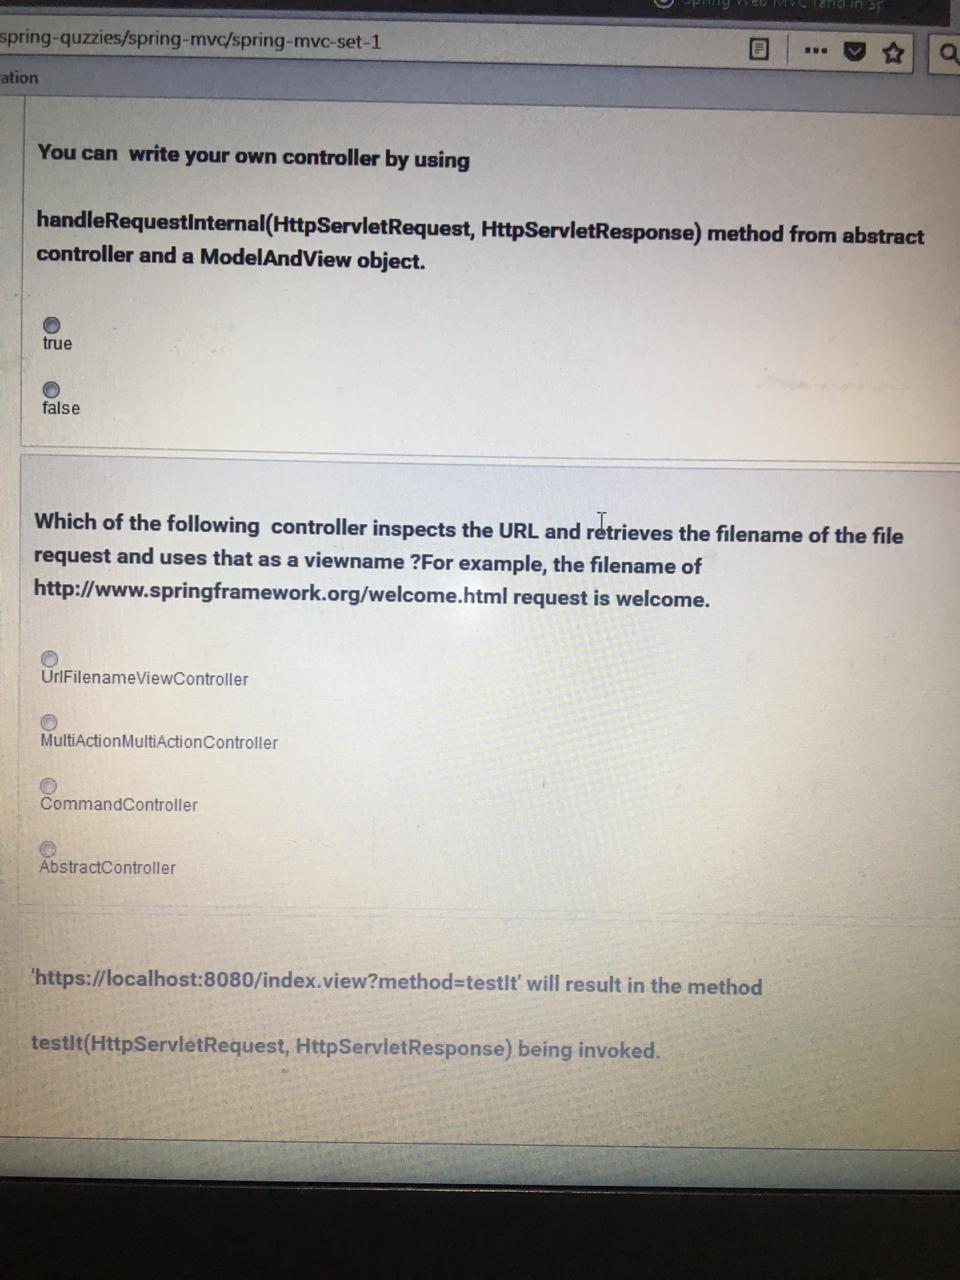 Spring Web MVC
spring-quzzies/spring-mvc/spring-mvc-set-1
ation
You can write your own controller by using
handleRequestInternal(HttpServletRequest, HttpServletResponse) method from abstract
controller and a ModelAndView object.
true
false
Which of the following controller inspects the URL and retrieves the filename of the file
request and uses that as a viewname ?For example, the filename of
http://www.springframework.org/welcome.html request is welcome.
UrlFilenameViewController
MultiActionMultiActionController
CommandController
AbstractController
'https://localhost:8080/index.view?method=testIt' will result in the method
testIt(HttpServletRequest, HttpServletResponse) being invoked.